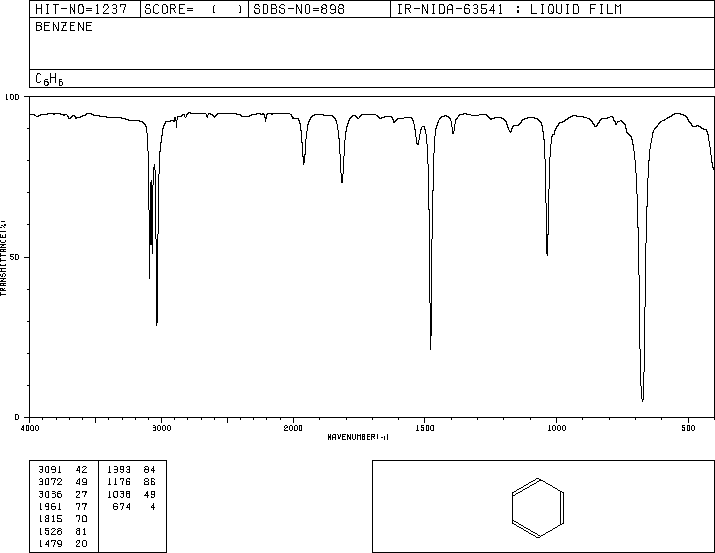 HIT-NO=1237 SCORE= ( ) SDBS-NO=898 IR-NIDA-63541 : LIQUID FILM
BENZENE
C6H6
100
50
0
TRANSMITTANCE(%)
4000 3000 2000 1500 1000 500
WAVENUMBER(-1)
3091 42 1393 84
3072 49 1176 86
3036 27 1038 49
1961 77 674 4
1815 70
1528 81
1479 20